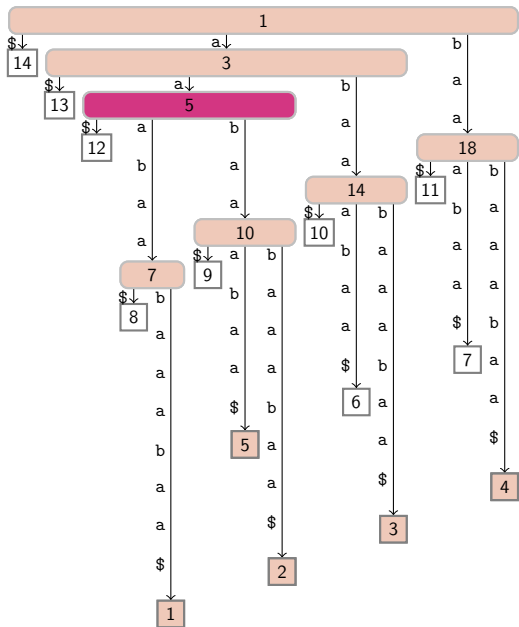 1
$ a b
14 3
$ a b a
13 5
$ a b a a
12 18
b a a $ a b
14 11
a a $ a b b a
10 10
a $ a b b a a a
7 9
$ b b a a a a a
8
a a a a a $ b
7
a a a $ b a
6
a $ b a a
5
b a a $
4
a a $
3
a $
2
$
1